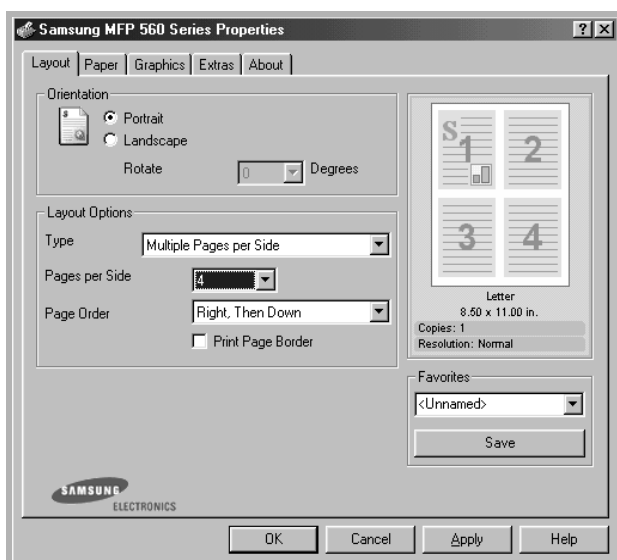 Samsung MFP 560 Series Properties
Layout Paper Graphics Extras About
Orientation
Portrait
Landscape
Rotate 0 Degrees
Layout Options
Type Multiple Pages per Side
Pages per Side 4
Page Order Right, Then Down
Print Page Border
S
1 2
3 4
Letter
8.50 x 11.00 in.
Copies: 1
Resolution: Normal
Favorites
<Unnamed>
Save
SAMSUNG
ELECTRONICS
OK Cancel Apply Help